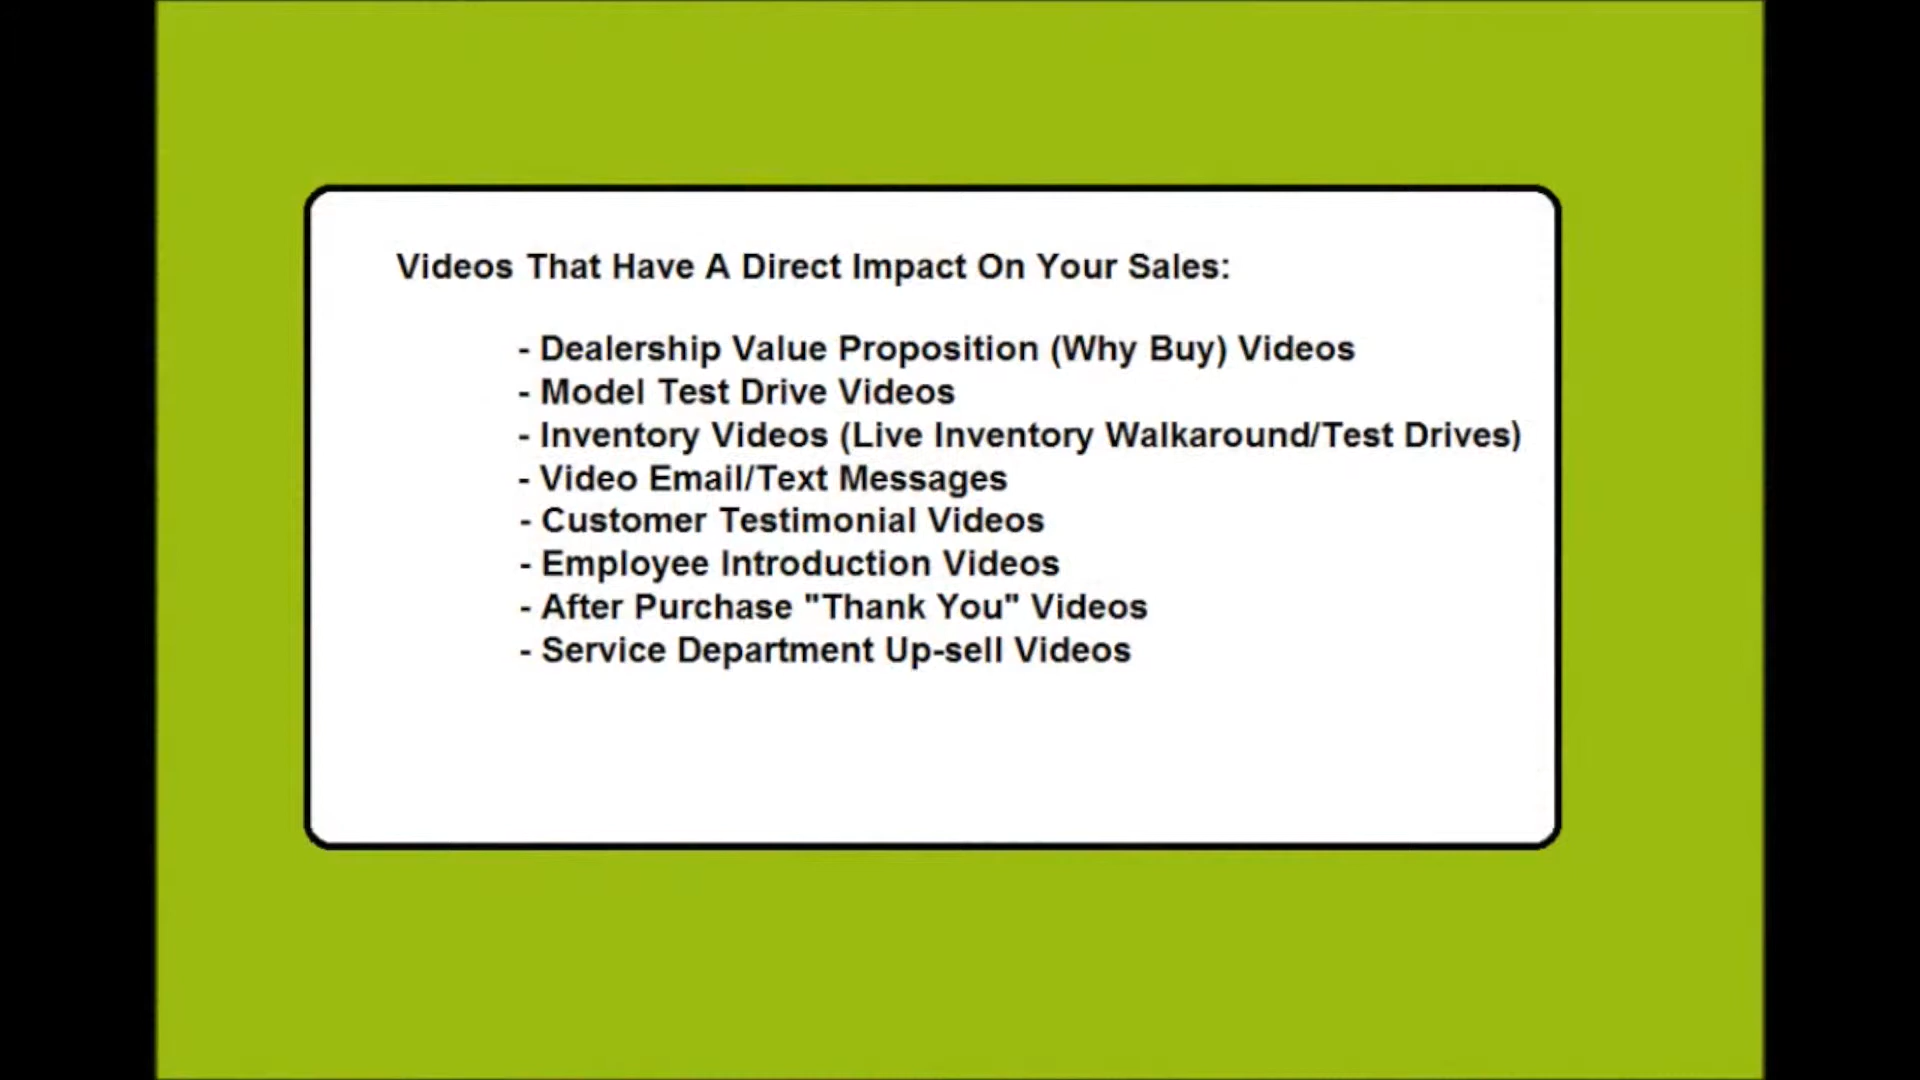 Videos That Have A Direct Impact On Your Sales:
- Dealership Value Proposition (Why Buy) Videos
- Model Test Drive Videos
- Inventory Videos (Live Inventory Walkaround/Test Drives)
- Video Email/Text Messages
- Customer Testimonial Videos
- Employee Introduction Videos
- After Purchase "Thank You" Videos
- Service Department Up-sell Videos